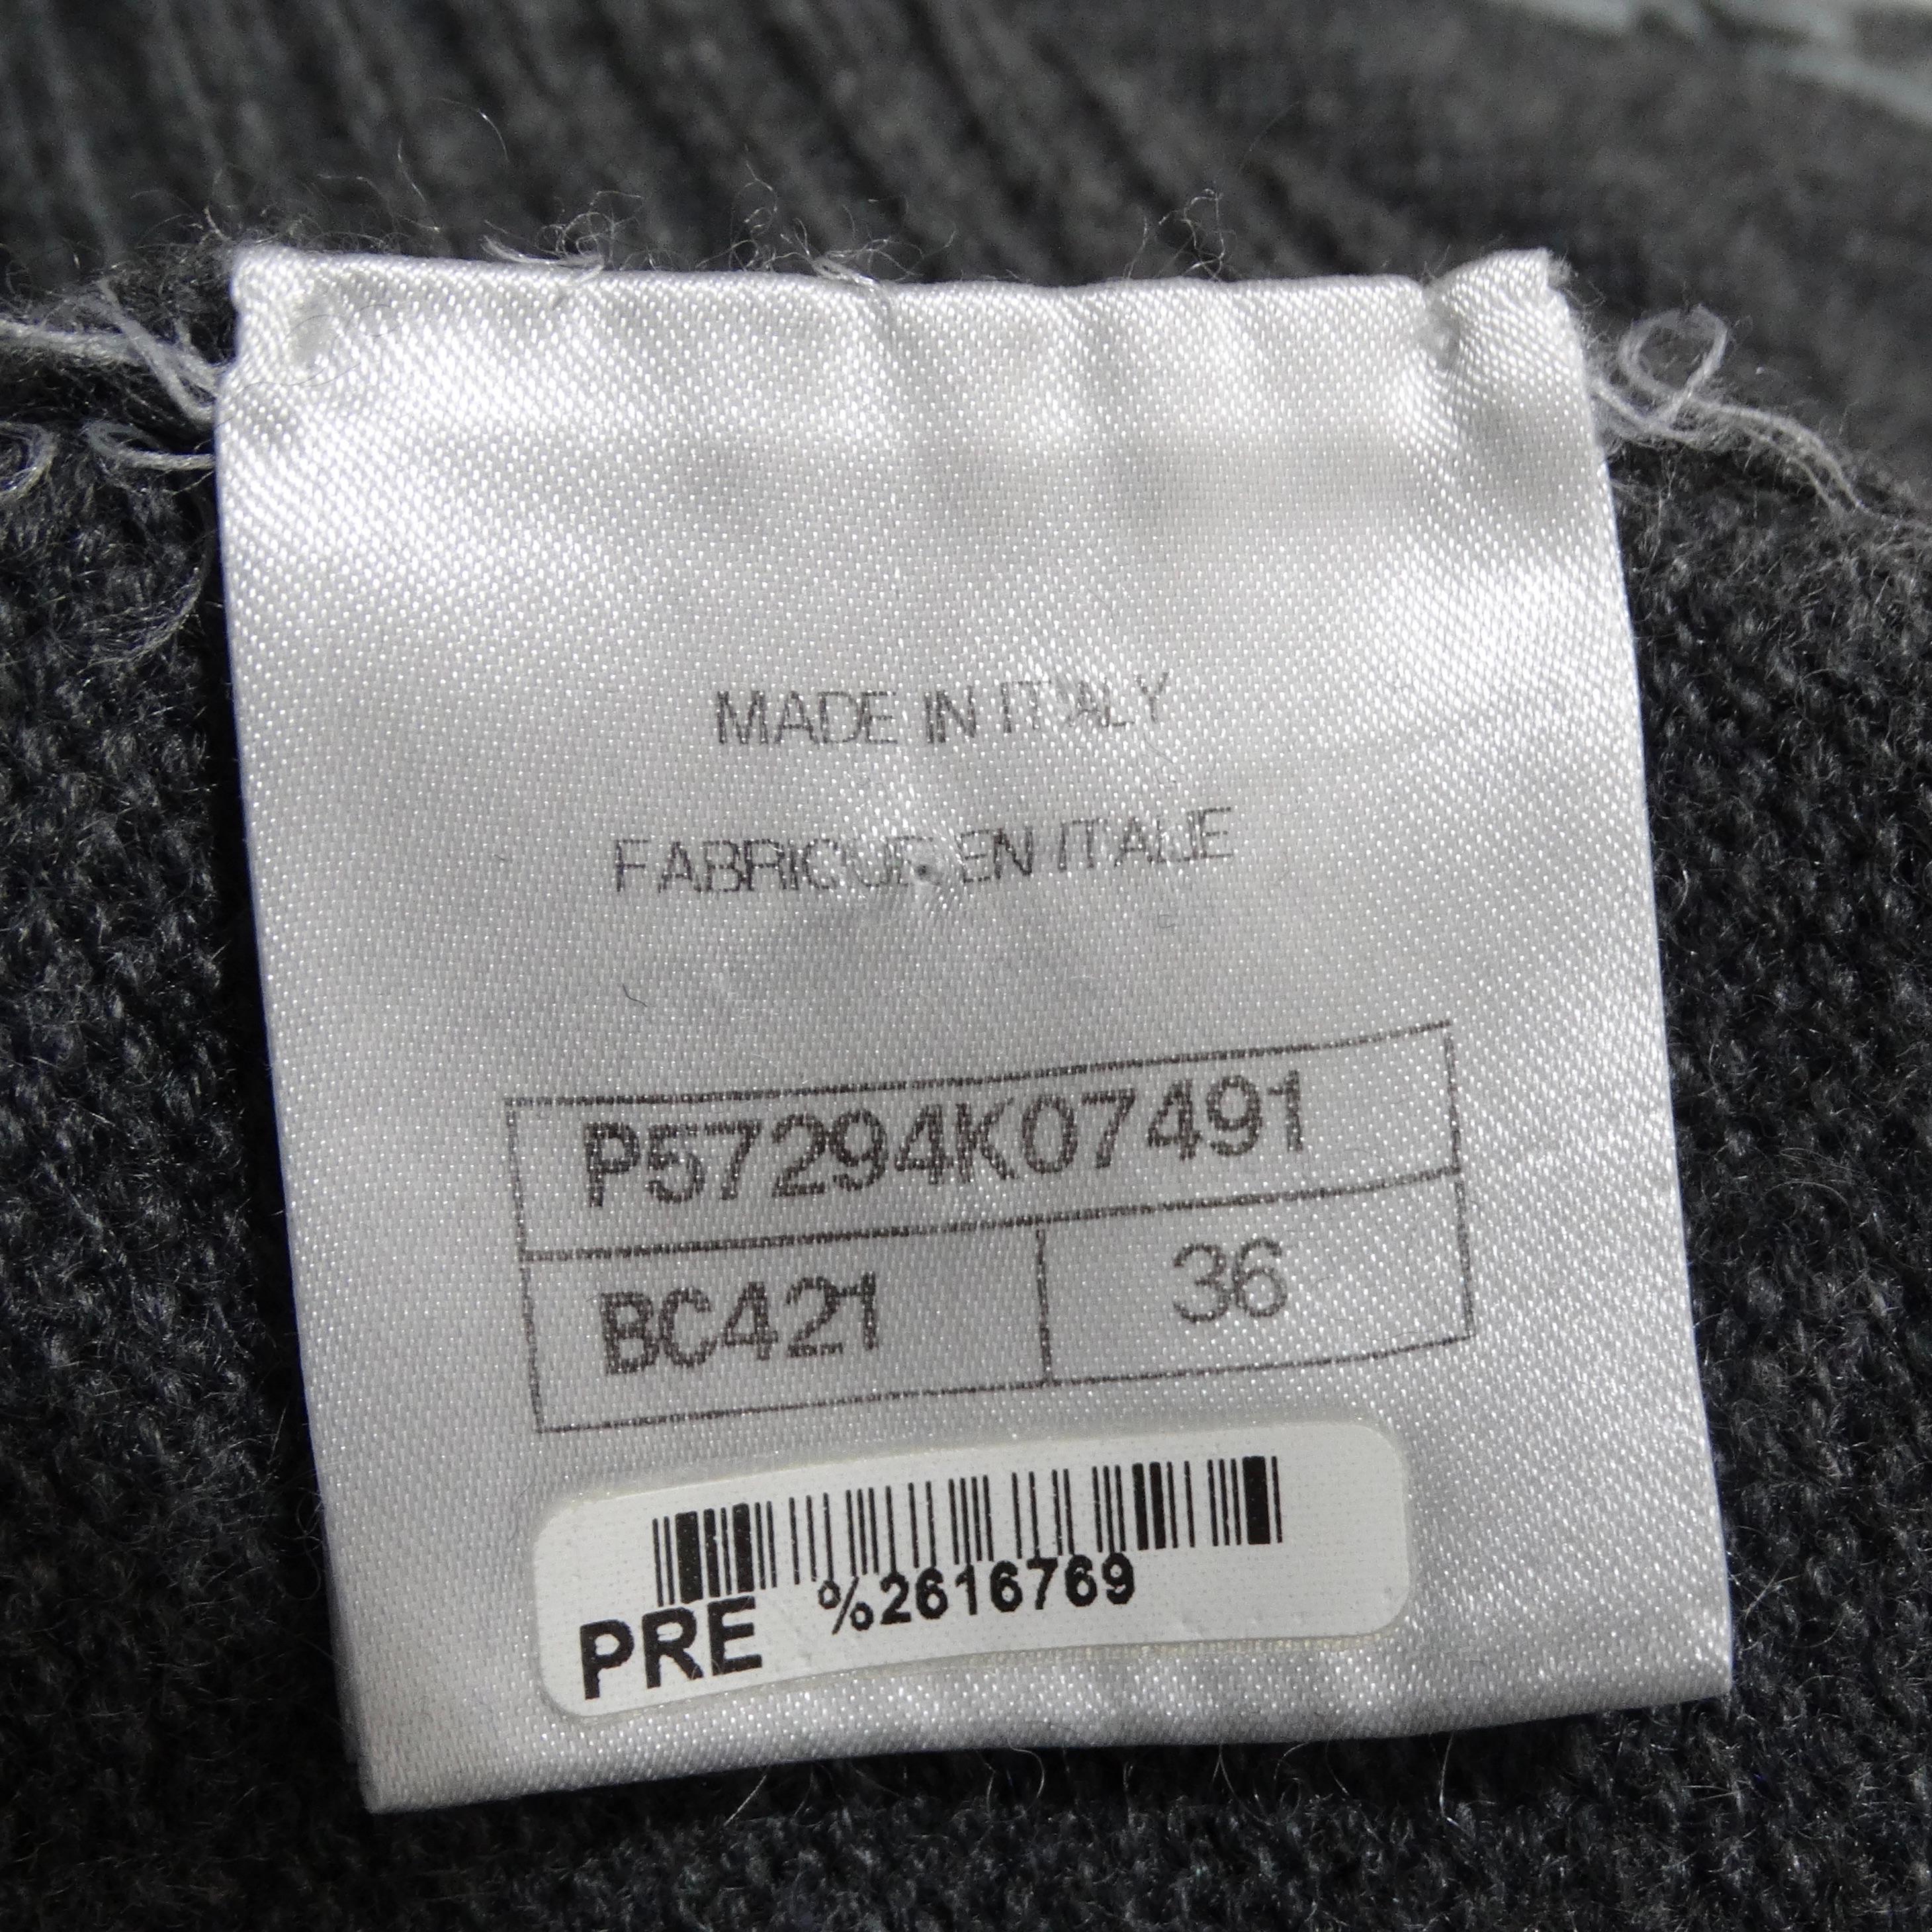 MADE IN ITALY
FABRIQUE EN ITALIE
P57294K07491
BC421 36
%2616769
PRE